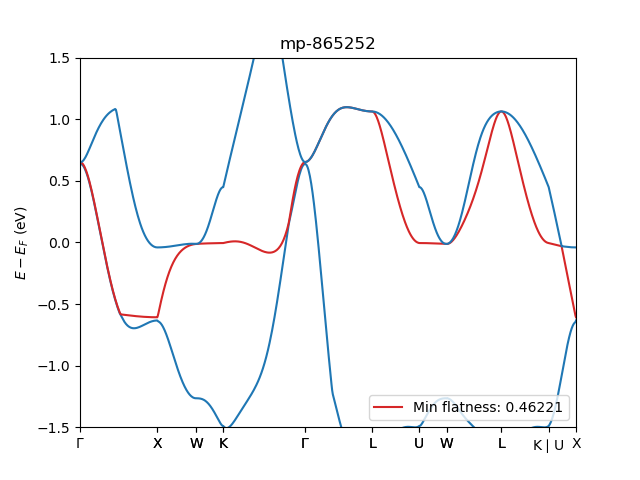 mp-865252
1.5
1.0
0.5
0.0
−0.5
−1.0
−1.5
E − E_F (eV)
Min flatness: 0.46221
Γ X W K Γ L U W L K | U X